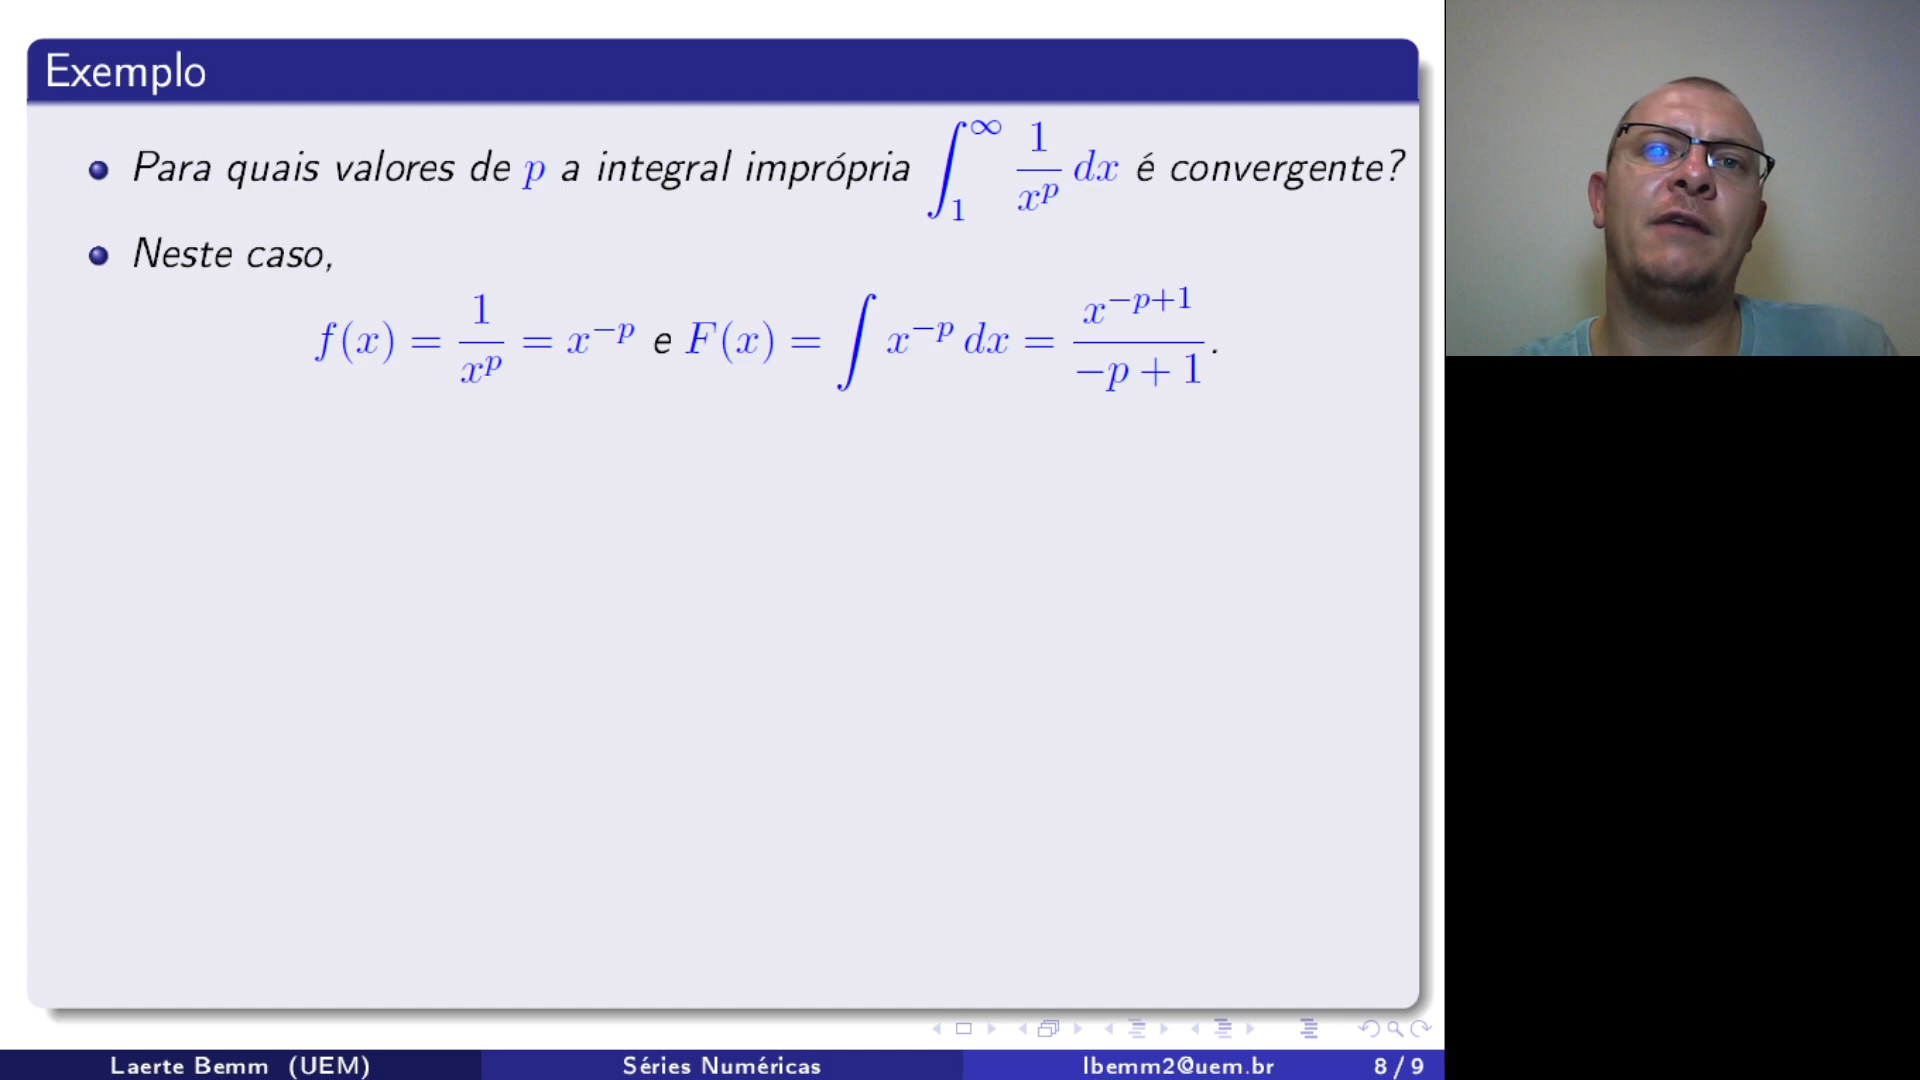 Exemplo
Para quais valores de p a integral imprópria ∫_1^∞ 1/x^p dx é convergente?
Neste caso,
f(x) = 1/x^p = x^{-p} e F(x) = ∫ x^{-p} dx = x^{-p+1}/(-p+1).
Laerte Bemm (UEM) Séries Numéricas lbemm2@uem.br 8 / 9